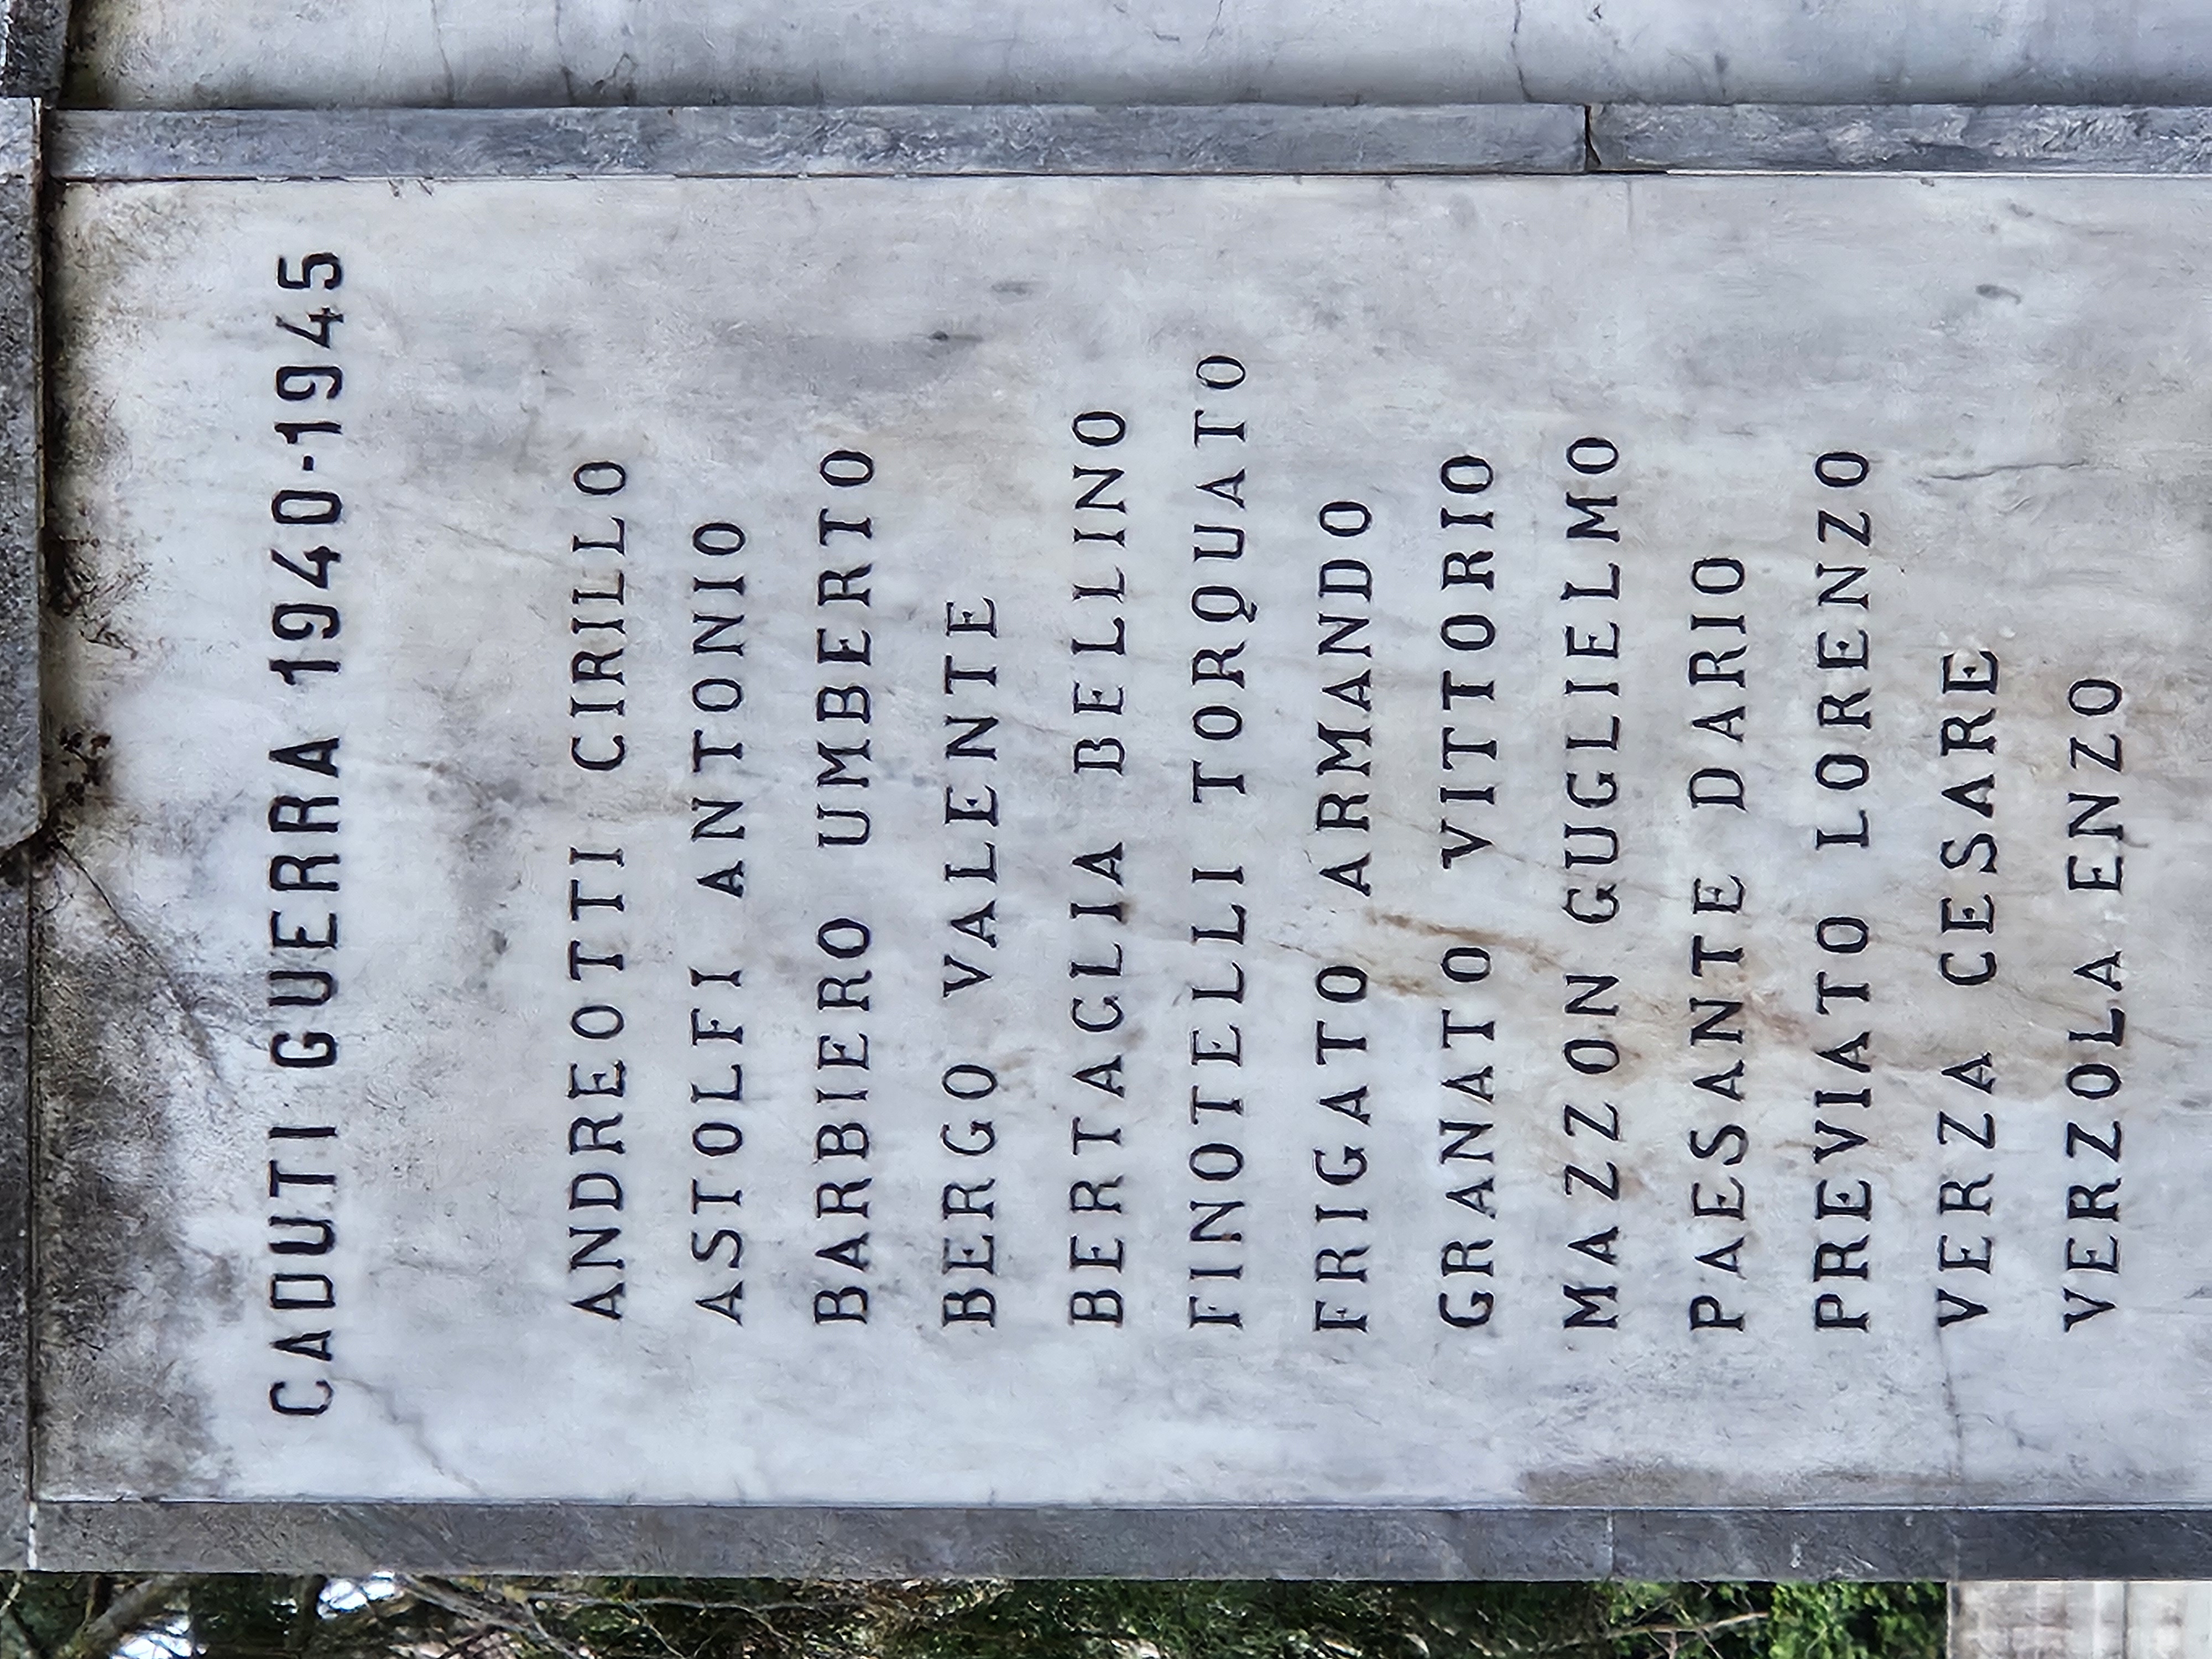 CADUTI GUERRA 1940-1945
ANDREOTTI CIRILLO
ASTOLFI ANTONIO
BARBIERO UMBERTO
BERGO VALENTE
BERTAGLIA BELLINO
FINOTELLI TORQUATO
FRIGATO ARMANDO
GRANATO VITTORIO
MAZZON GUGLIELMO
PAESANTE DARIO
PREVIATO LORENZO
VERZA CESARE
VERZOLA ENZO